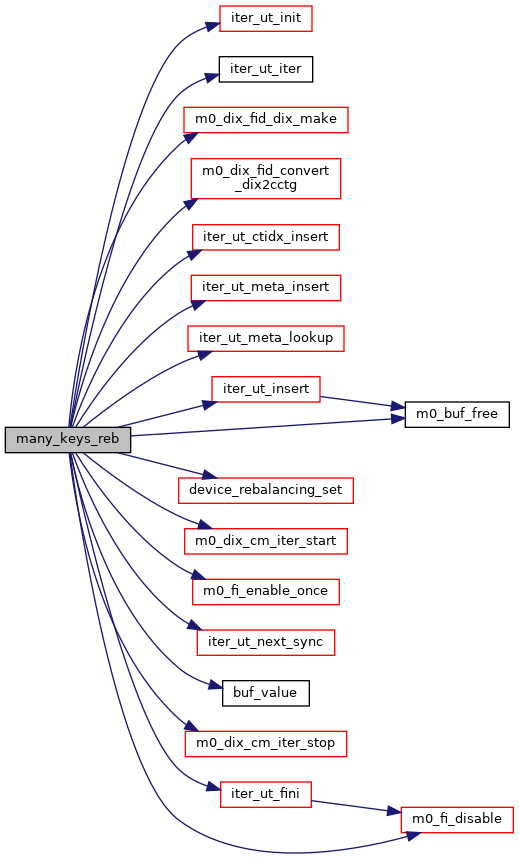 iter_ut_init
iter_ut_iter
m0_dix_fid_dix_make
m0_dix_fid_convert
_dix2cctg
iter_ut_ctidx_insert
iter_ut_meta_insert
iter_ut_meta_lookup
iter_ut_insert
m0_buf_free
many_keys_reb
device_rebalancing_set
m0_dix_cm_iter_start
m0_fi_enable_once
iter_ut_next_sync
buf_value
m0_dix_cm_iter_stop
iter_ut_fini
m0_fi_disable